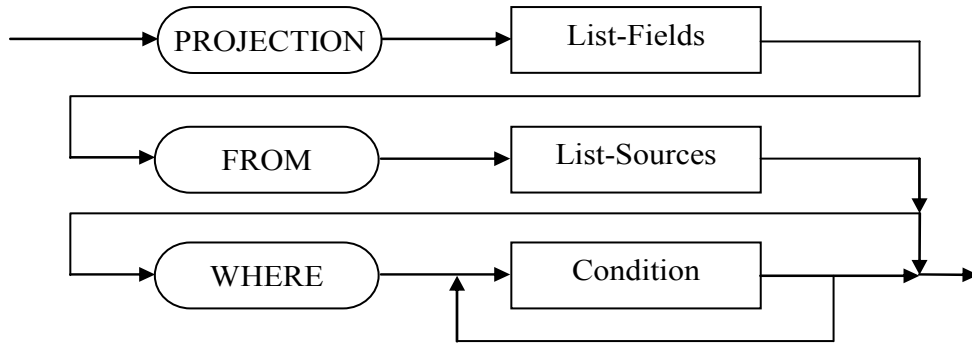 PROJECTION
List-Fields
FROM
List-Sources
WHERE
Condition